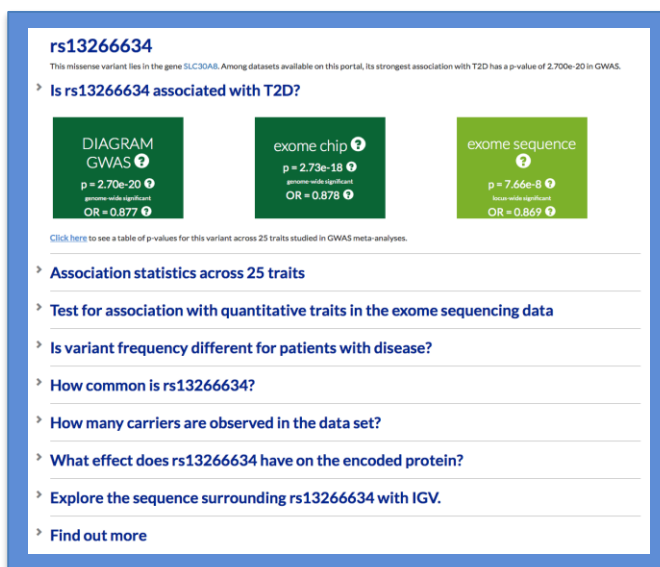 rs13266634
This missense variant lies in the gene SLC30A8. Among datasets available on this portal, its strongest association with T2D has a p-value of 2.700e-20 in GWAS.
Is rs13266634 associated with T2D?
DIAGRAM
GWAS ?
p = 2.70e-20 ?
genome-wide significant
OR = 0.877 ?
exome chip ?
p = 2.73e-18 ?
genome-wide significant
OR = 0.878 ?
exome sequence
?
p = 7.66e-8 ?
locus-wide significant
OR = 0.869 ?
Click here to see a table of p-values for this variant across 25 traits studied in GWAS meta-analyses.
Association statistics across 25 traits
Test for association with quantitative traits in the exome sequencing data
Is variant frequency different for patients with disease?
How common is rs13266634?
How many carriers are observed in the data set?
What effect does rs13266634 have on the encoded protein?
Explore the sequence surrounding rs13266634 with IGV.
Find out more